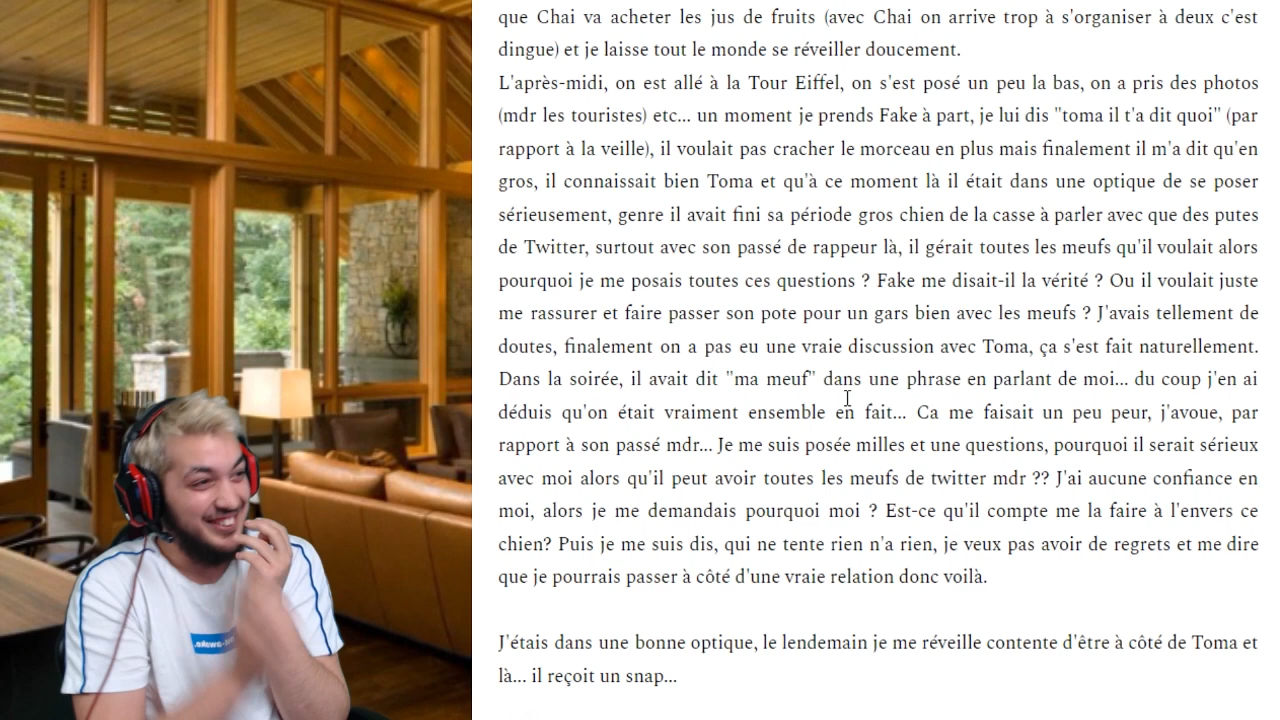 que Chai va acheter les jus de fruits (avec Chai on arrive trop à s'organiser à deux c'est
dingue) et je laisse tout le monde se réveiller doucement.
L'après-midi, on est allé à la Tour Eiffel, on s'est posé un peu la bas, on a pris des photos
(mdr les touristes) etc... un moment je prends Fake à part, je lui dis "toma il t'a dit quoi" (par
rapport à la veille), il voulait pas cracher le morceau en plus mais finalement il m'a dit qu'en
gros, il connaissait bien Toma et qu'à ce moment là il était dans une optique de se poser
sérieusement, genre il avait fini sa période gros chien de la casse à parler avec que des putes
de Twitter, surtout avec son passé de rappeur là, il gérait toutes les meufs qu'il voulait alors
pourquoi je me posais toutes ces questions ? Fake me disait-il la vérité ? Ou il voulait juste
me rassurer et faire passer son pote pour un gars bien avec les meufs ? J'avais tellement de
doutes, finalement on a pas eu une vraie discussion avec Toma, ça s'est fait naturellement.
Dans la soirée, il avait dit "ma meuf" dans une phrase en parlant de moi... du coup j'en ai
déduis qu'on était vraiment ensemble en fait... Ca me faisait un peu peur, j'avoue, par
rapport à son passé mdr... Je me suis posée milles et une questions, pourquoi il serait sérieux
avec moi alors qu'il peut avoir toutes les meufs de twitter mdr ?? J'ai aucune confiance en
moi, alors je me demandais pourquoi moi ? Est-ce qu'il compte me la faire à l'envers ce
chien? Puis je me suis dis, qui ne tente rien n'a rien, je veux pas avoir de regrets et me dire
que je pourrais passer à côté d'une vraie relation donc voilà.
J'étais dans une bonne optique, le lendemain je me réveille contente d'être à côté de Toma et
là... il reçoit un snap...